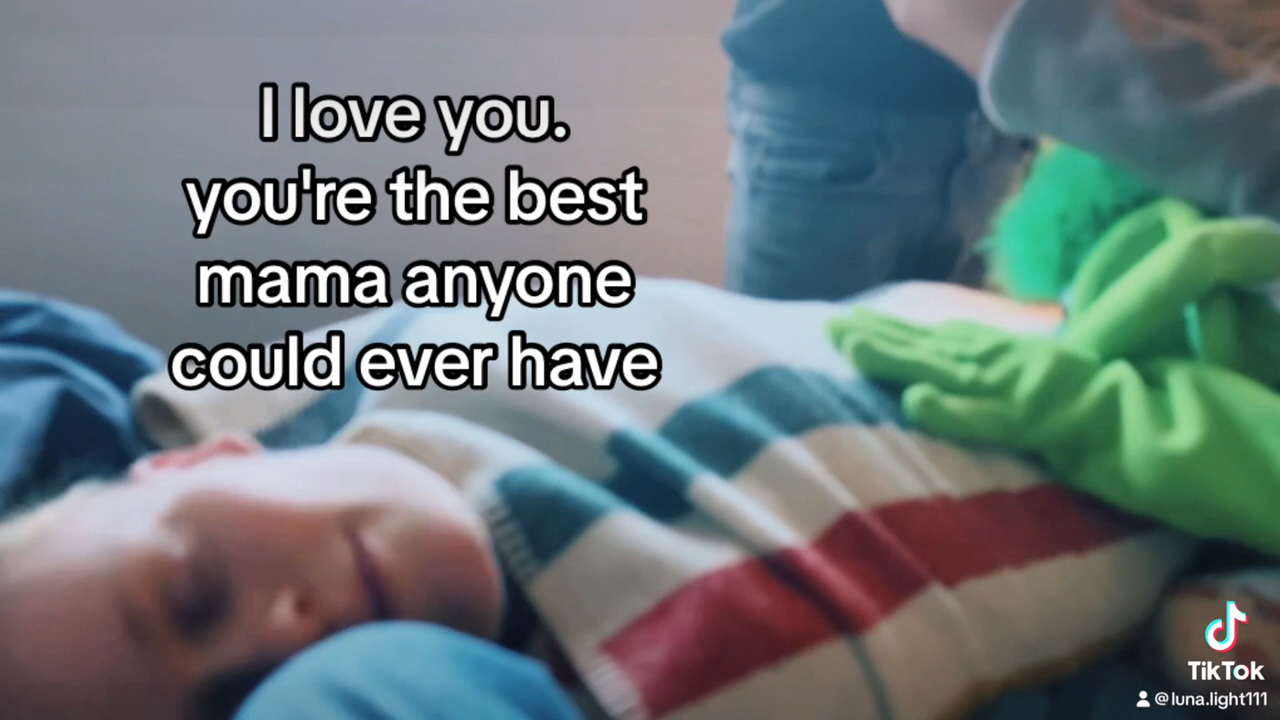 I love you.
you're the best
mama anyone
could ever have
TikTok
@luna.light111